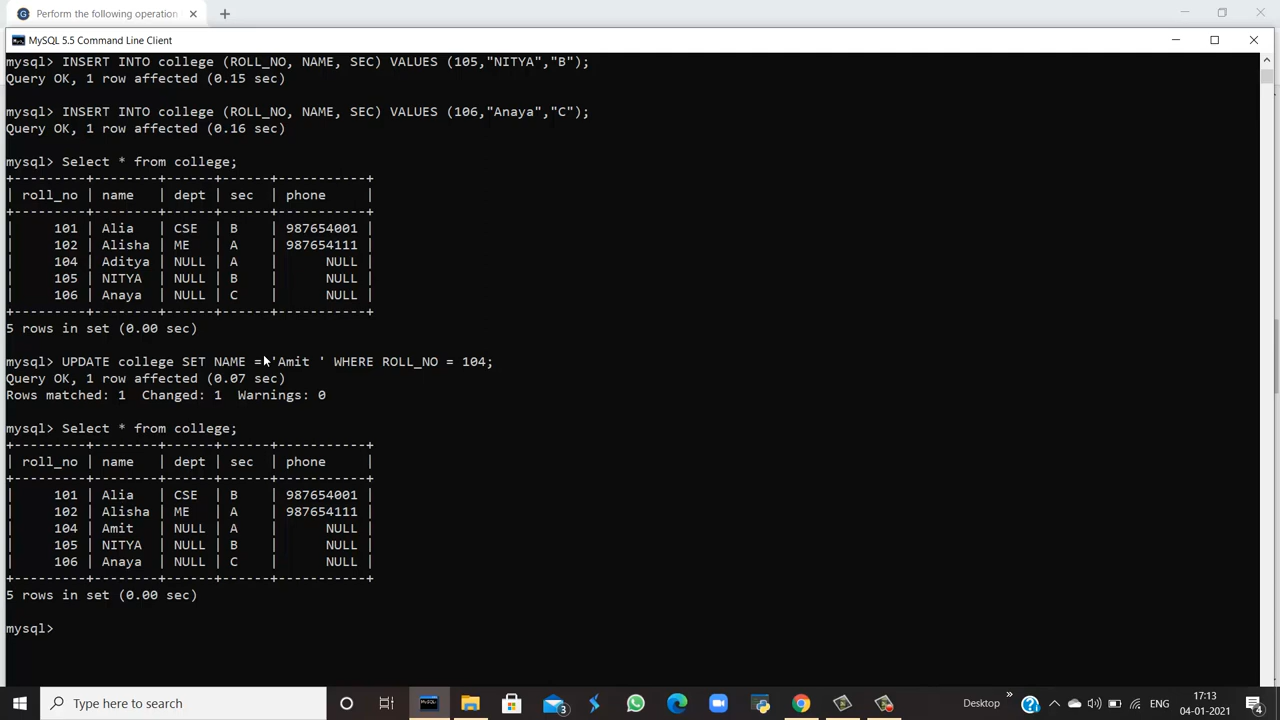 Perform the following operation
MySQL 5.5 Command Line Client
mysql> INSERT INTO college (ROLL_NO, NAME, SEC) VALUES (105,"NITYA","B");
Query OK, 1 row affected (0.15 sec)
mysql> INSERT INTO college (ROLL_NO, NAME, SEC) VALUES (106,"Anaya","C");
Query OK, 1 row affected (0.16 sec)
mysql> Select * from college;
+---------+--------+------+------+-----------+
| roll_no | name   | dept | sec  | phone     |
+---------+--------+------+------+-----------+
|     101 | Alia   | CSE  | B    | 987654001 |
|     102 | Alisha | ME   | A    | 987654111 |
|     104 | Aditya | NULL | A    |      NULL |
|     105 | NITYA  | NULL | B    |      NULL |
|     106 | Anaya  | NULL | C    |      NULL |
+---------+--------+------+------+-----------+
5 rows in set (0.00 sec)
mysql> UPDATE college SET NAME = 'Amit ' WHERE ROLL_NO = 104;
Query OK, 1 row affected (0.07 sec)
Rows matched: 1  Changed: 1  Warnings: 0
mysql> Select * from college;
+---------+--------+------+------+-----------+
| roll_no | name   | dept | sec  | phone     |
+---------+--------+------+------+-----------+
|     101 | Alia   | CSE  | B    | 987654001 |
|     102 | Alisha | ME   | A    | 987654111 |
|     104 | Amit   | NULL | A    |      NULL |
|     105 | NITYA  | NULL | B    |      NULL |
|     106 | Anaya  | NULL | C    |      NULL |
+---------+--------+------+------+-----------+
5 rows in set (0.00 sec)
mysql>
Type here to search
MySQL
3
Desktop
ENG
17:13
04-01-2021
4